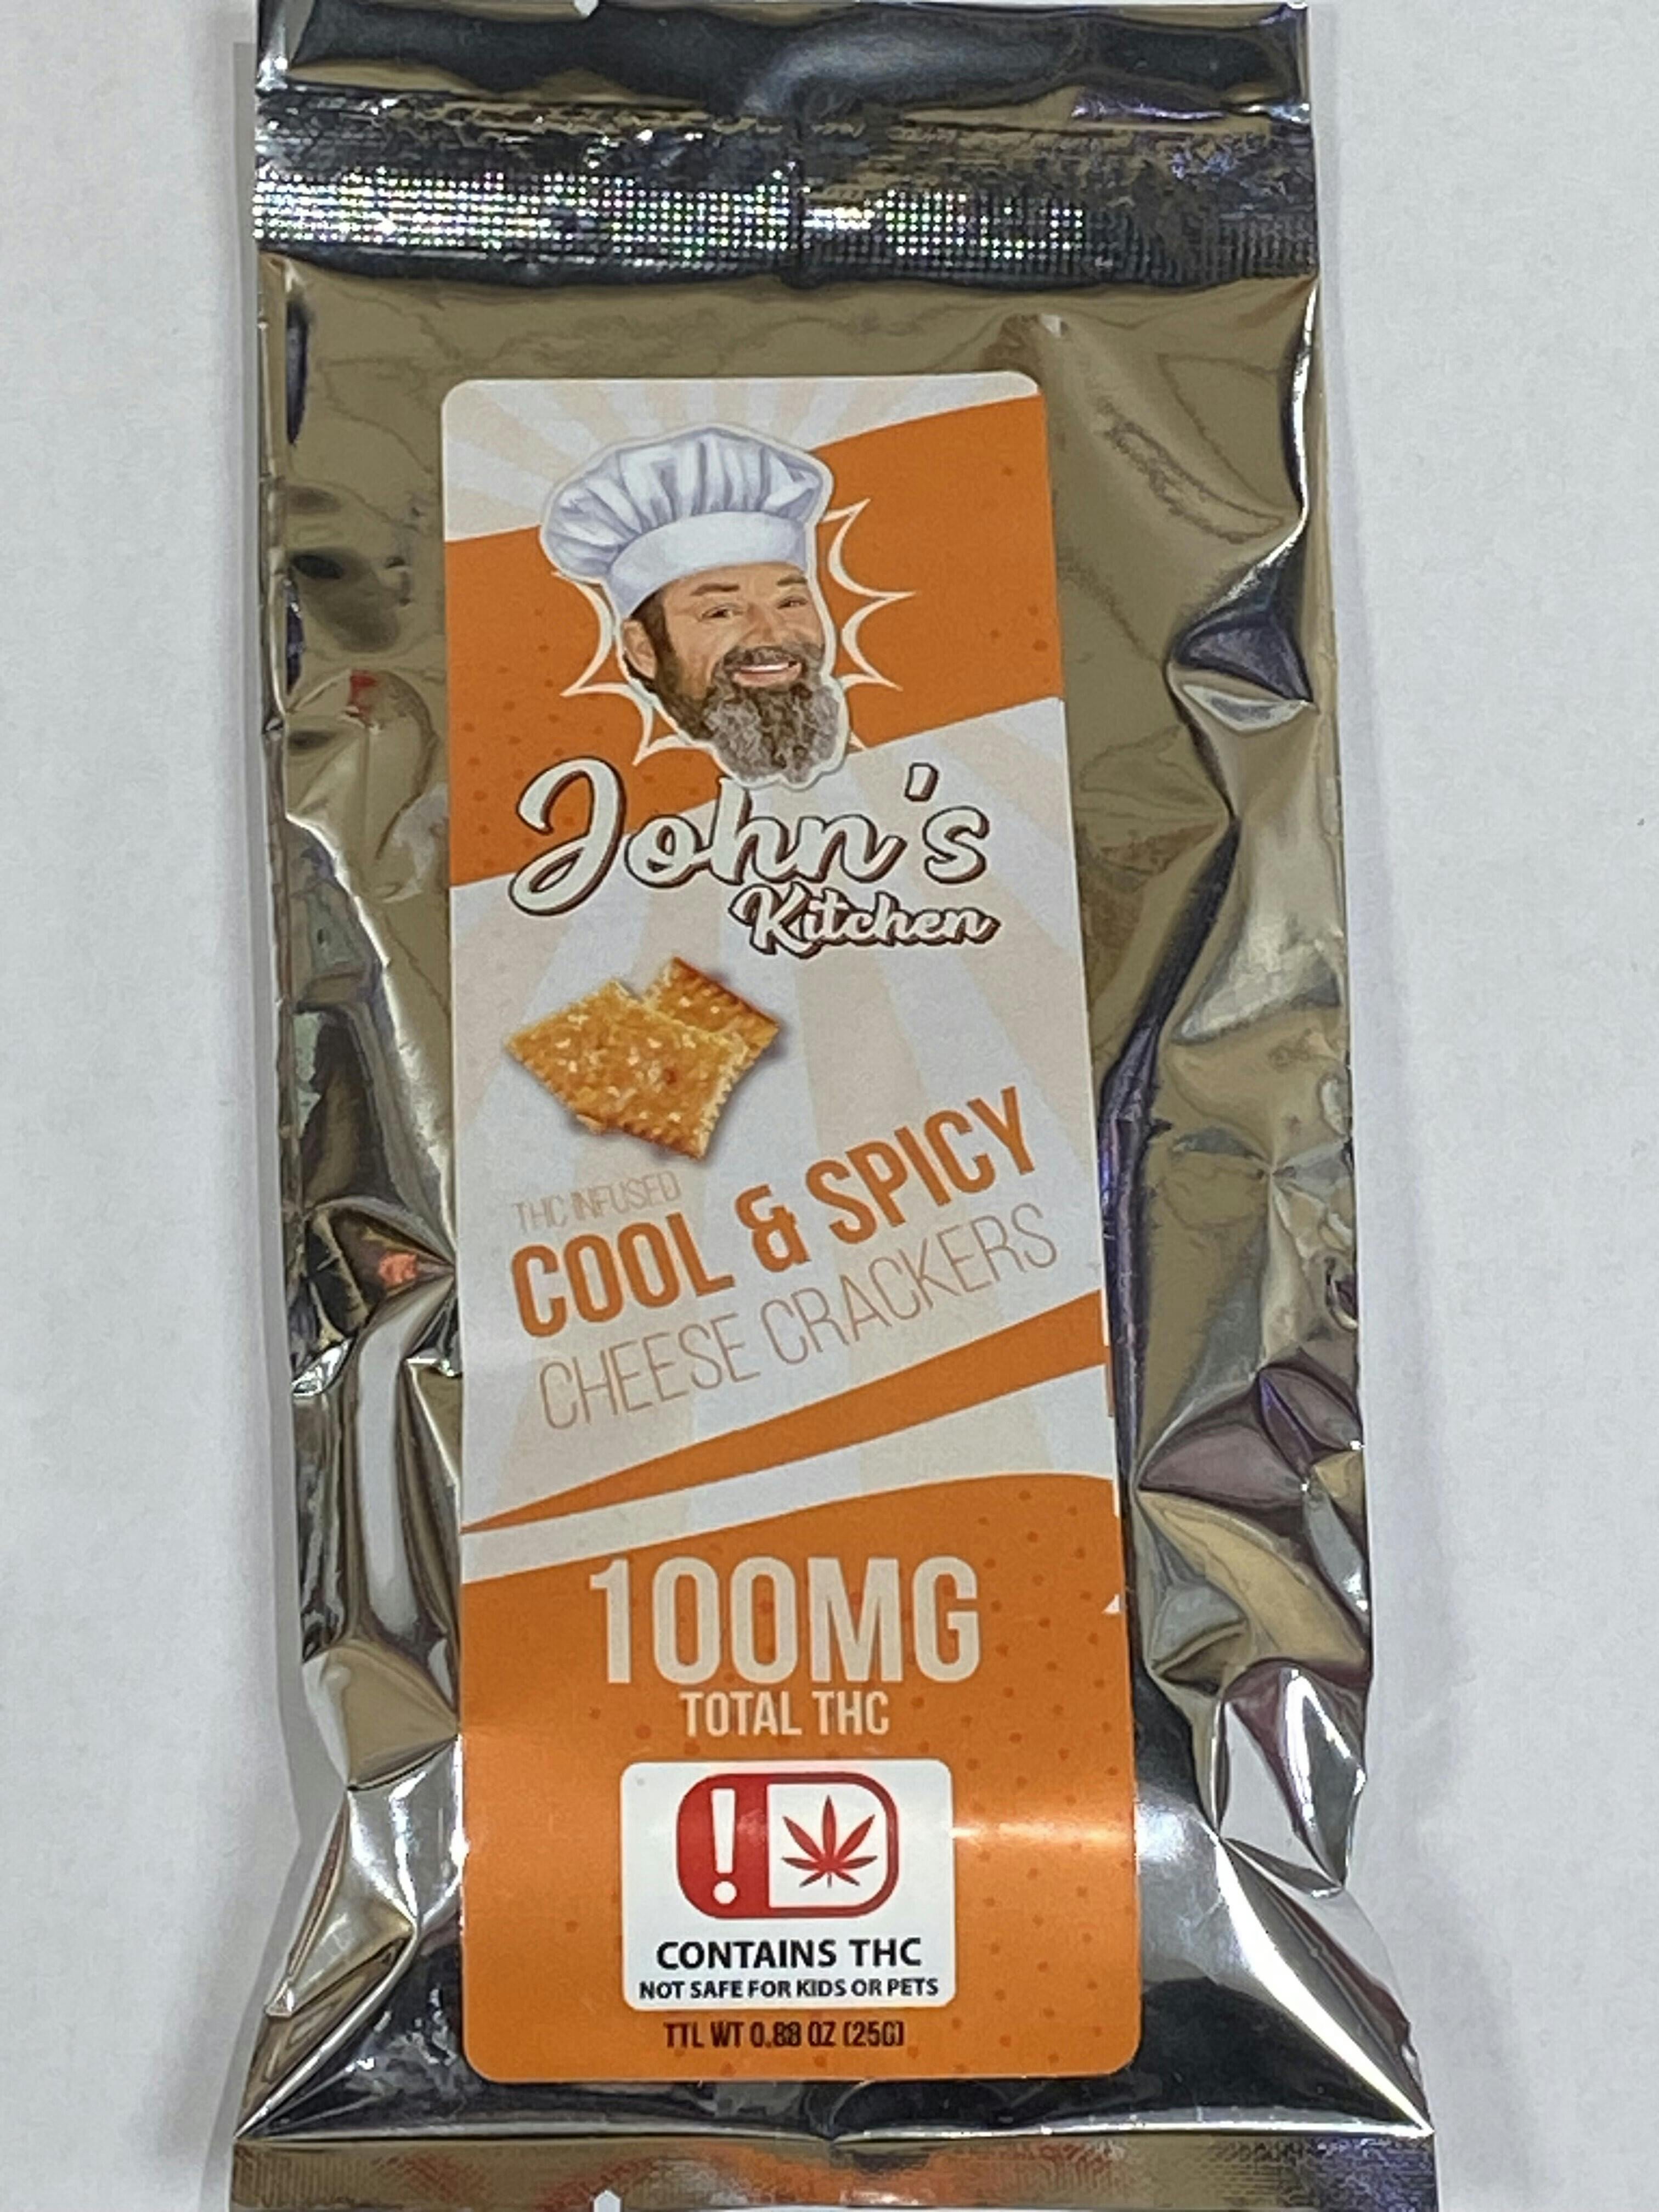 John's
Kitchen
THC INFUSED
COOL & SPICY
CHEESE CRACKERS
100MG
TOTAL THC
!
CONTAINS THC
NOT SAFE FOR KIDS OR PETS
TTL WT 0.88 OZ (25G)